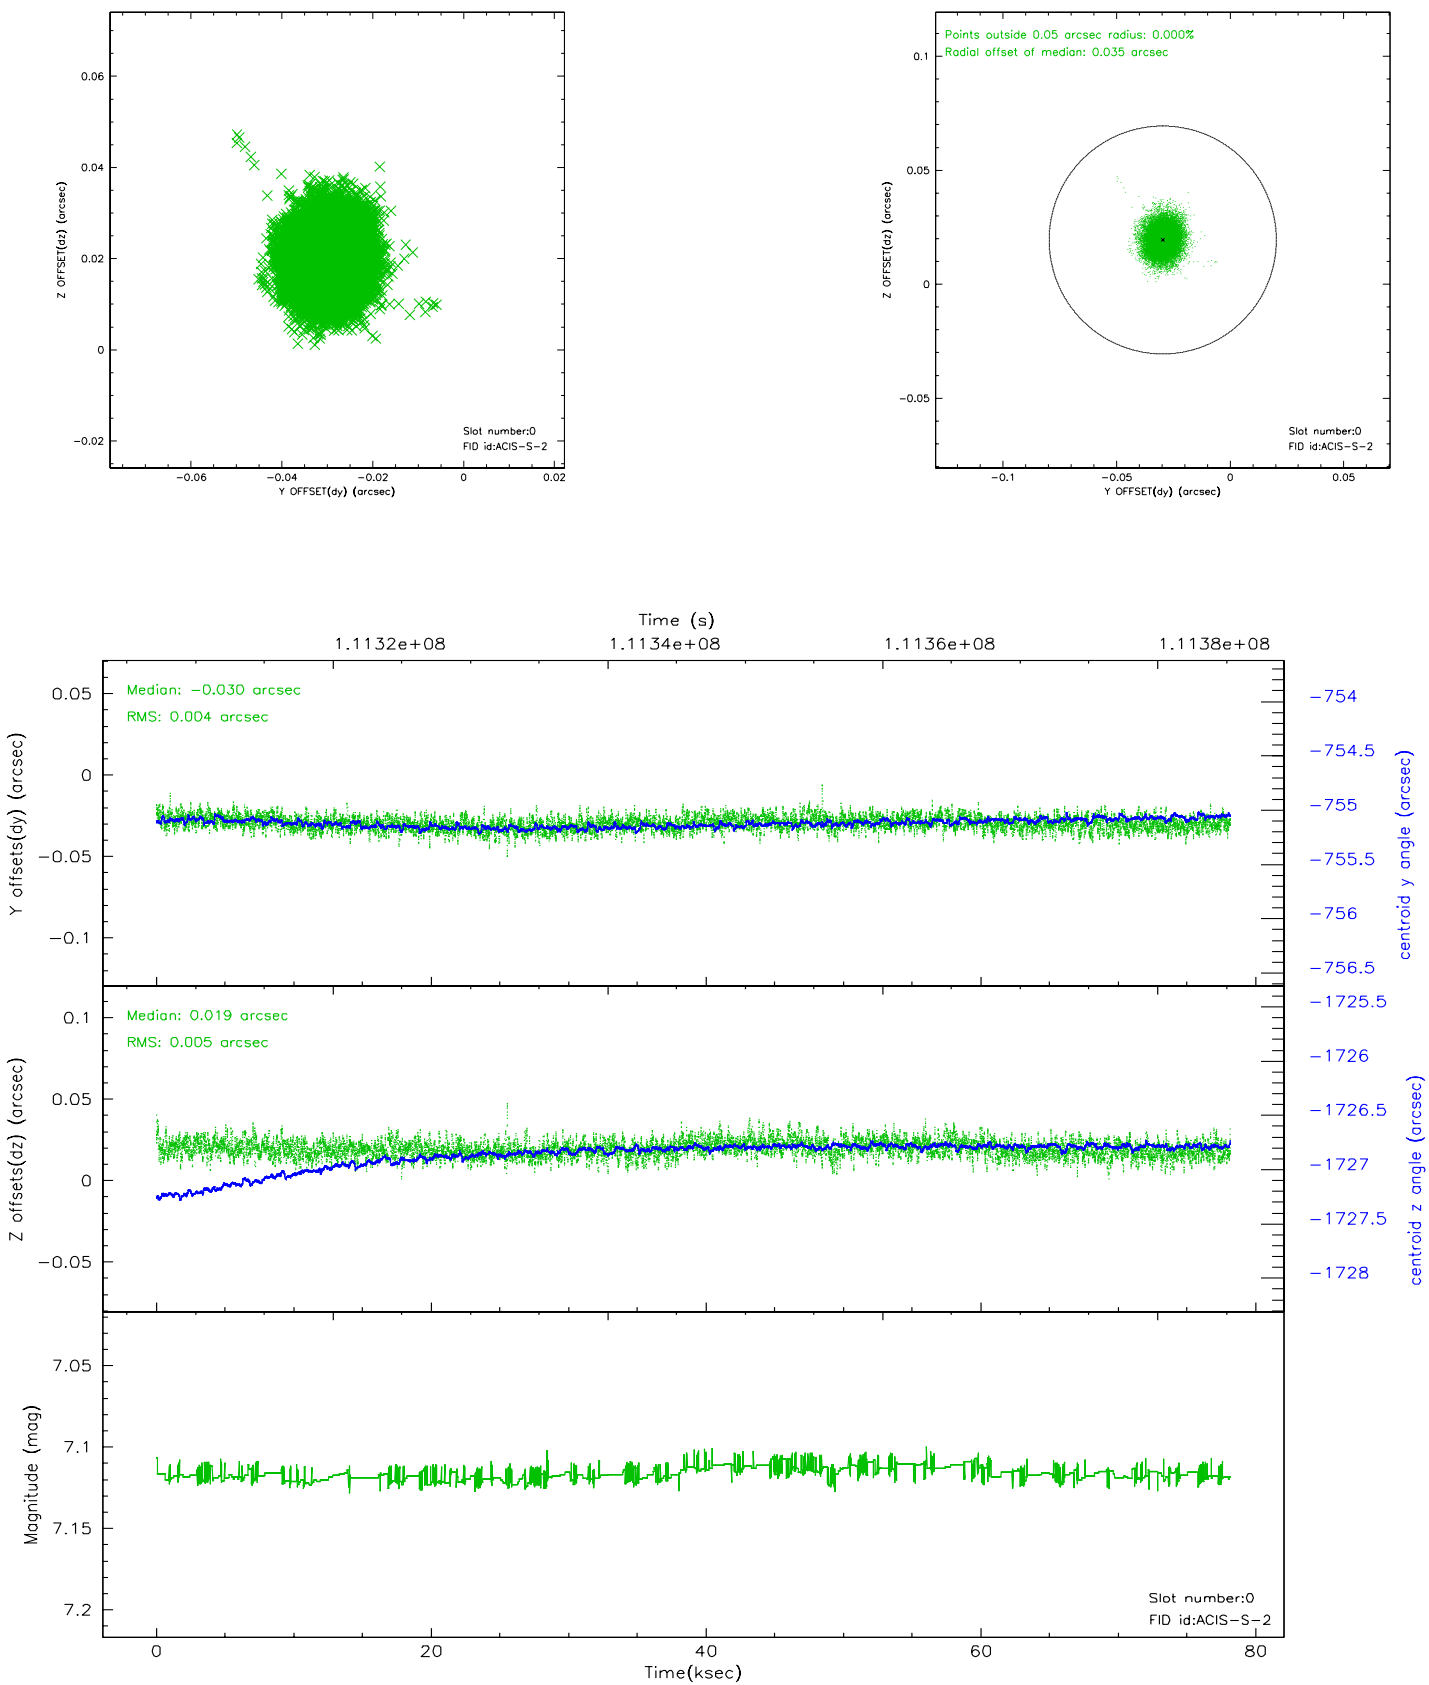 0.06
0.04
0.02
0
−0.02
Z OFFSET(dz) (arcsec)
−0.06
−0.04
−0.02
0
0.02
Y OFFSET(dy) (arcsec)
Slot number:0
FID id:ACIS−S−2
Points outside 0.05 arcsec radius: 0.000%
Radial offset of median: 0.035 arcsec
0.1
0.05
0
−0.05
Z OFFSET(dz) (arcsec)
−0.1
−0.05
0
0.05
Y OFFSET(dy) (arcsec)
Slot number:0
FID id:ACIS−S−2
Time (s)
1.1132e+08
1.1134e+08
1.1136e+08
1.1138e+08
Median: −0.030 arcsec
RMS: 0.004 arcsec
0.05
0
−0.05
−0.1
Y offsets(dy) (arcsec)
−754
−754.5
−755
−755.5
−756
−756.5
centroid y angle (arcsec)
Median: 0.019 arcsec
RMS: 0.005 arcsec
0.1
0.05
0
−0.05
Z offsets(dz) (arcsec)
−1725.5
−1726
−1726.5
−1727
−1727.5
−1728
centroid z angle (arcsec)
7.05
7.1
7.15
7.2
Magnitude (mag)
Slot number:0
FID id:ACIS−S−2
0
20
40
60
80
Time(ksec)